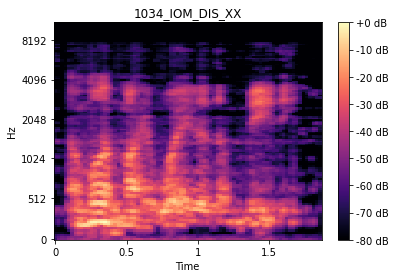 1034_IOM_DIS_XX
8192
4096
2048
1024
512
0
Hz
0
0.5
1
1.5
Time
+0 dB
-10 dB
-20 dB
-30 dB
-40 dB
-50 dB
-60 dB
-70 dB
-80 dB